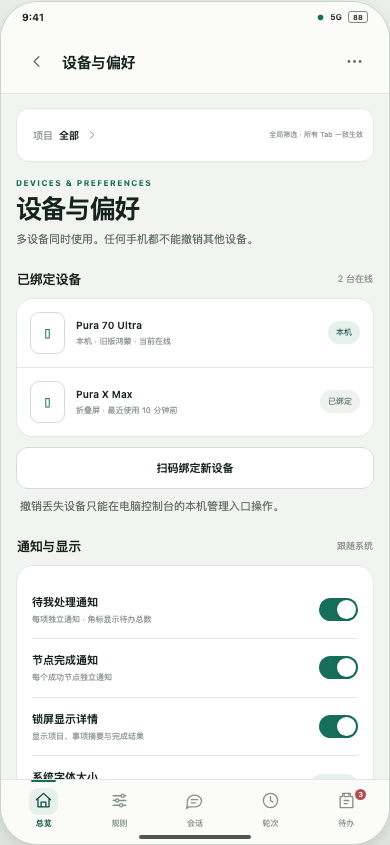 9:41
5G 88
设备与偏好
项目 全部
全局筛选 · 所有 Tab 一致生效
DEVICES & PREFERENCES
设备与偏好
多设备同时使用。任何手机都不能撤销其他设备。
已绑定设备
2 台在线
Pura 70 Ultra
本机 · 旧版鸿蒙 · 当前在线
本机
Pura X Max
折叠屏 · 最近使用 10 分钟前
已绑定
扫码绑定新设备
撤销丢失设备只能在电脑控制台的本机管理入口操作。
通知与显示
跟随系统
待我处理通知
每项独立通知 · 角标显示待办总数
节点完成通知
每个成功节点独立通知
锁屏显示详情
显示项目、事项摘要与完成结果
系统字体大小
3
总览
规则
会话
轮次
待办